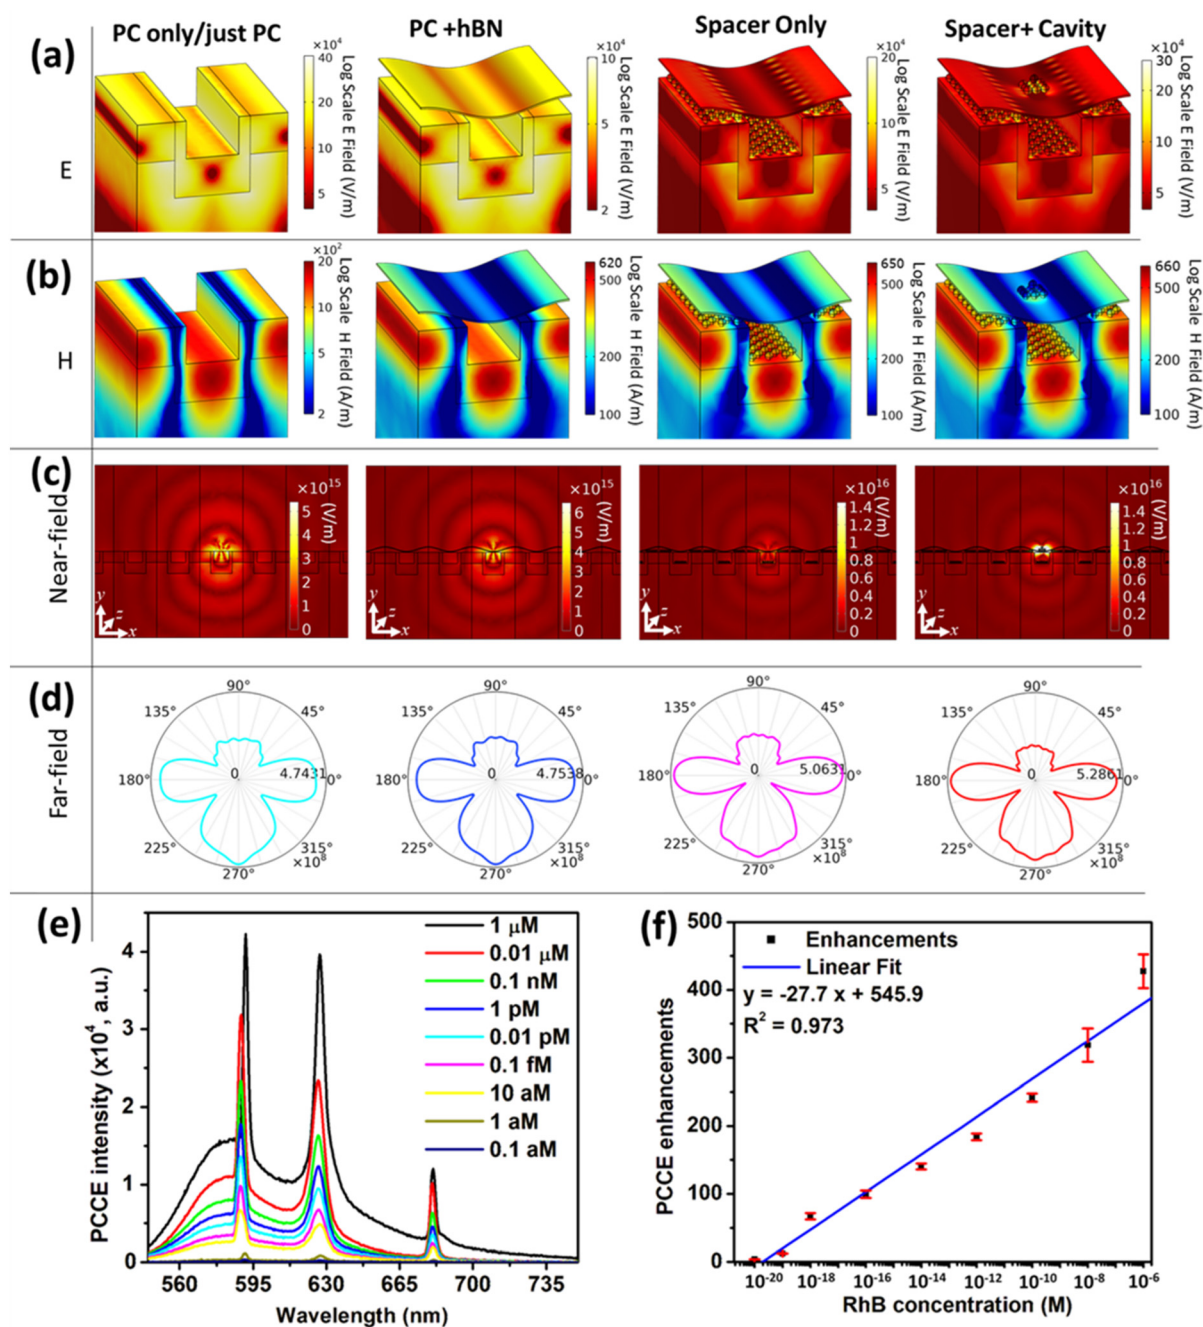 PC only/just PC
PC +hBN
Spacer Only
Spacer+ Cavity
(a)
E
×10⁴
40
20
10
5
Log Scale E Field (V/m)
×10⁴
10
5
2
Log Scale E Field (V/m)
×10⁴
20
10
5
Log Scale E Field (V/m)
×10⁴
30
20
10
5
Log Scale E Field (V/m)
(b)
H
×10²
20
10
5
2
Log Scale H Field (A/m)
620
500
200
100
Log Scale H Field (A/m)
650
500
100
100
Log Scale H Field (A/m)
660
500
200
100
Log Scale H Field (A/m)
(c)
Near-field
×10¹⁵
(V/m)
5
4
3
2
1
0
y
z
x
×10¹⁵
(V/m)
6
5
4
3
2
1
0
y
z
x
×10¹⁶
(V/m)
1.4
1.2
1
0.8
0.6
0.4
0.2
0
y
z
x
×10¹⁶
(V/m)
1.4
1.2
1
0.8
0.6
0.4
0.2
0
y
z
x
(d)
Far-field
90°
135°
45°
180°
0
4.7431
0°
225°
315°
×10⁸
270°
90°
135°
45°
180°
0
4.7538
0°
225°
315°
×10⁸
270°
90°
135°
45°
180°
0
5.0631
0°
225°
315°
×10⁸
270°
90°
135°
45°
180°
0
5.2861
0°
225°
315°
×10⁸
270°
(e)
PCCE intensity (x10⁴, a.u.)
4
3
2
1
0
1 μM
0.01 μM
0.1 nM
1 pM
0.01 pM
0.1 fM
10 aM
1 aM
0.1 aM
560 595 630 665 700 735
Wavelength (nm)
(f)
PCCE enhancements
500
400
300
200
100
0
Enhancements
Linear Fit
y = -27.7 x + 545.9
R² = 0.973
10⁻²⁰ 10⁻¹⁸ 10⁻¹⁶ 10⁻¹⁴ 10⁻¹² 10⁻¹⁰ 10⁻⁸ 10⁻⁶
RhB concentration (M)